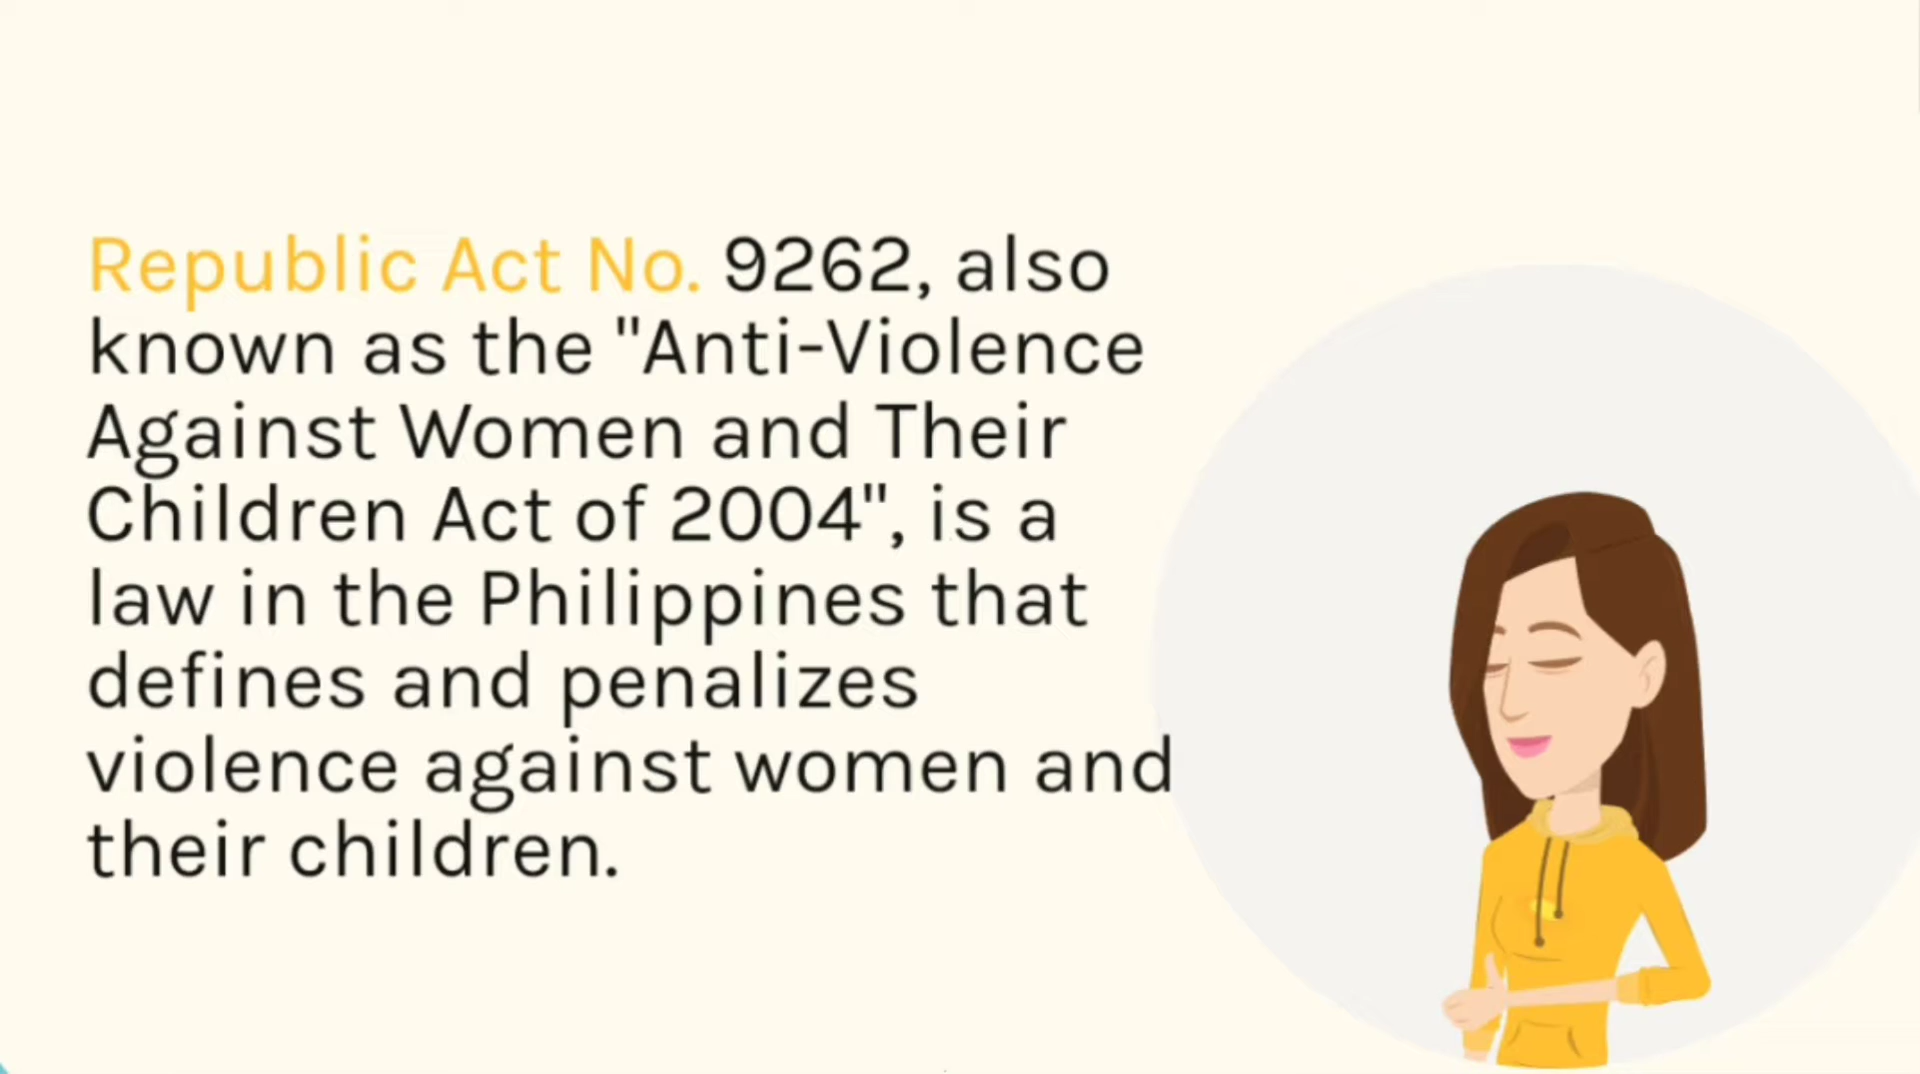 Republic Act No. 9262, also
known as the "Anti-Violence
Against Women and Their
Children Act of 2004", is a
law in the Philippines that
defines and penalizes
violence against women and
their children.